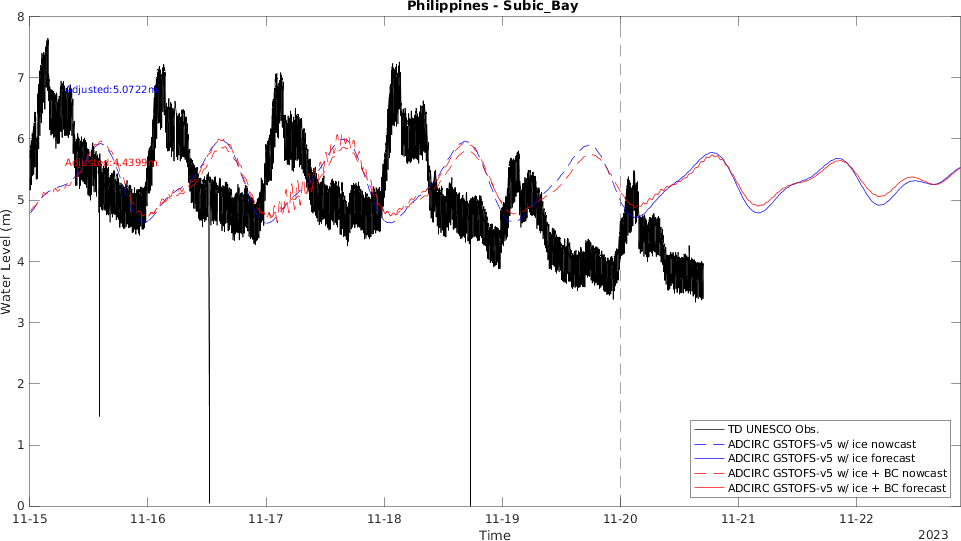 Philippines - Subic_Bay
Water Level (m)
8
7
6
5
4
3
2
1
0
Adjusted:5.0722m
Adjusted:4.4399m
TD UNESCO Obs.
ADCIRC GSTOFS-v5 w/ ice nowcast
ADCIRC GSTOFS-v5 w/ ice forecast
ADCIRC GSTOFS-v5 w/ ice + BC nowcast
ADCIRC GSTOFS-v5 w/ ice + BC forecast
11-15 11-16 11-17 11-18 11-19 11-20 11-21 11-22
Time
2023